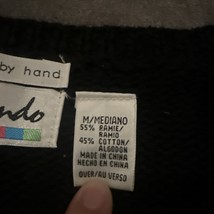 by hand
ndo
M/MEDIANO
55% RAMIE/
RAMIO
45% COTTON/
ALGODON
MADE IN CHINA
HECHO EN CHINA
OVER/AU VERSO